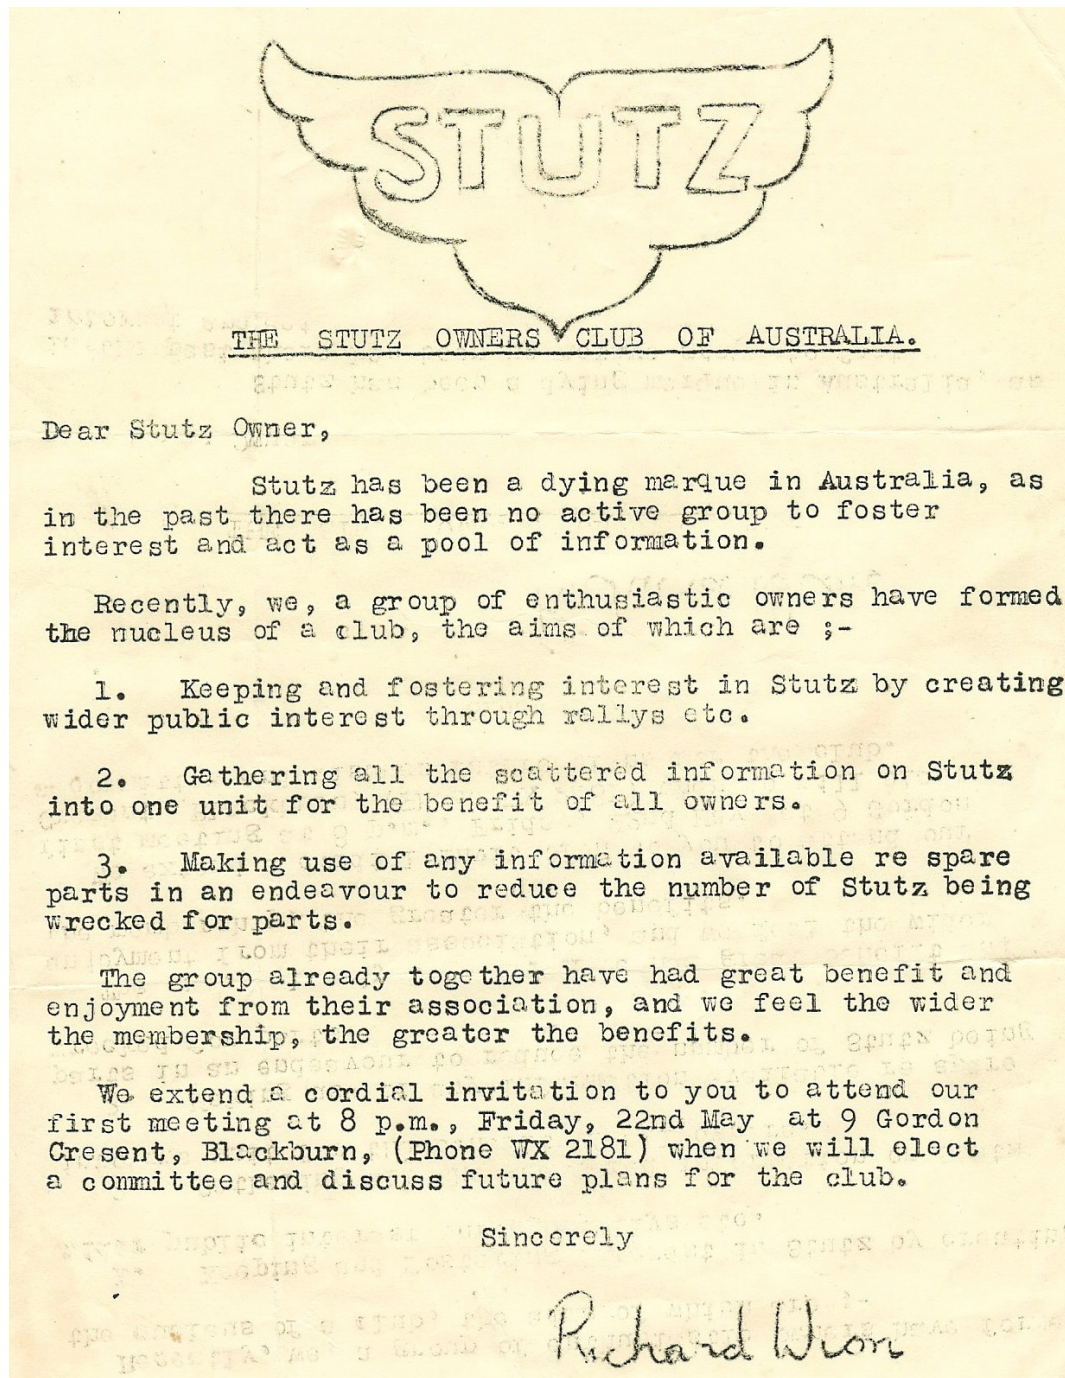 STUTZ
THE STUTZ OWNERS CLUB OF AUSTRALIA.
Dear Stutz Owner,
Stutz has been a dying marque in Australia, as
in the past there has been no active group to foster
interest and act as a pool of information.
Recently, we, a group of enthusiastic owners have formed
the nucleus of a club, the aims of which are ;-
1. Keeping and fostering interest in Stutz by creating
wider public interest through rallys etc.
2. Gathering all the scattered information on Stutz
into one unit for the benefit of all owners.
3. Making use of any information available re spare
parts in an endeavour to reduce the number of Stutz being
wrecked for parts.
The group already together have had great benefit and
enjoyment from their association, and we feel the wider
the membership, the greater the benefits.
We extend a cordial invitation to you to attend our
first meeting at 8 p.m., Friday, 22nd May at 9 Gordon
Cresent, Blackburn, (Phone WX 2181) when we will elect
a committee and discuss future plans for the club.
Sincerely
Richard